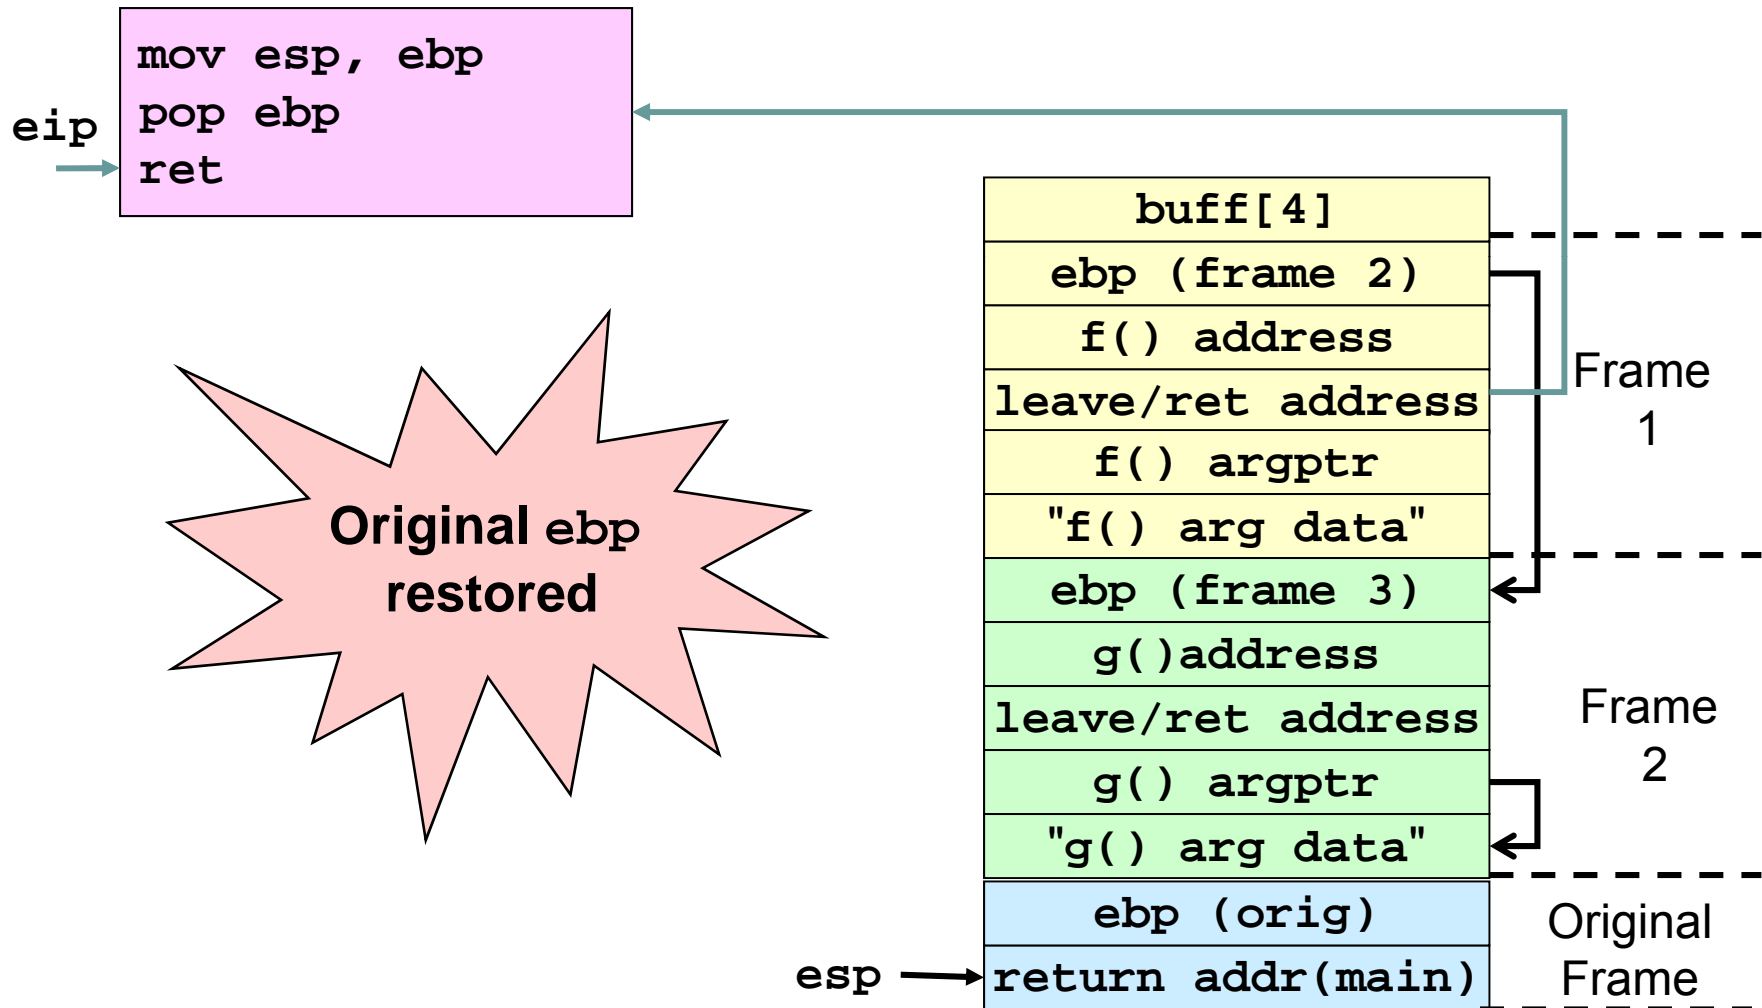 mov esp, ebp
pop ebp
eip
ret
buff[4]
ebp (frame 2)
f() address
leave/ret address
f() argptr
"f() arg data"
Frame
1
Original ebp
restored
ebp (frame 3)
g()address
leave/ret address
g() argptr
"g() arg data"
Frame
2
ebp (orig)
esp
return addr(main)
Original
Frame